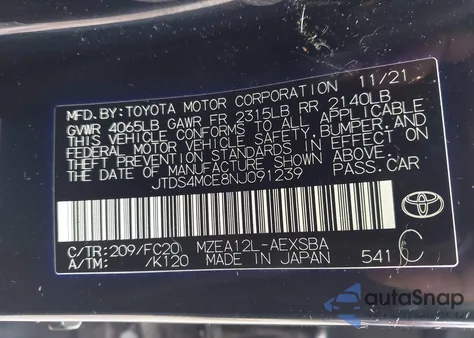 MFD. BY: TOYOTA MOTOR CORPORATION 11/21
GVWR 4065LB GAWR FR 2315LB RR 2140LB
THIS VEHICLE CONFORMS TO ALL APPLICABLE
FEDERAL MOTOR VEHICLE SAFETY, BUMPER, AND
THEFT PREVENTION STANDARDS IN EFFECT ON
THE DATE OF MANUFACTURE SHOWN ABOVE.
JTDS4MCE8NJ091239 PASS.CAR
C/TR: 209/FC20 MZEA12L-AEXSBA
A/TM: /K120 MADE IN JAPAN 541 C
autoSnap